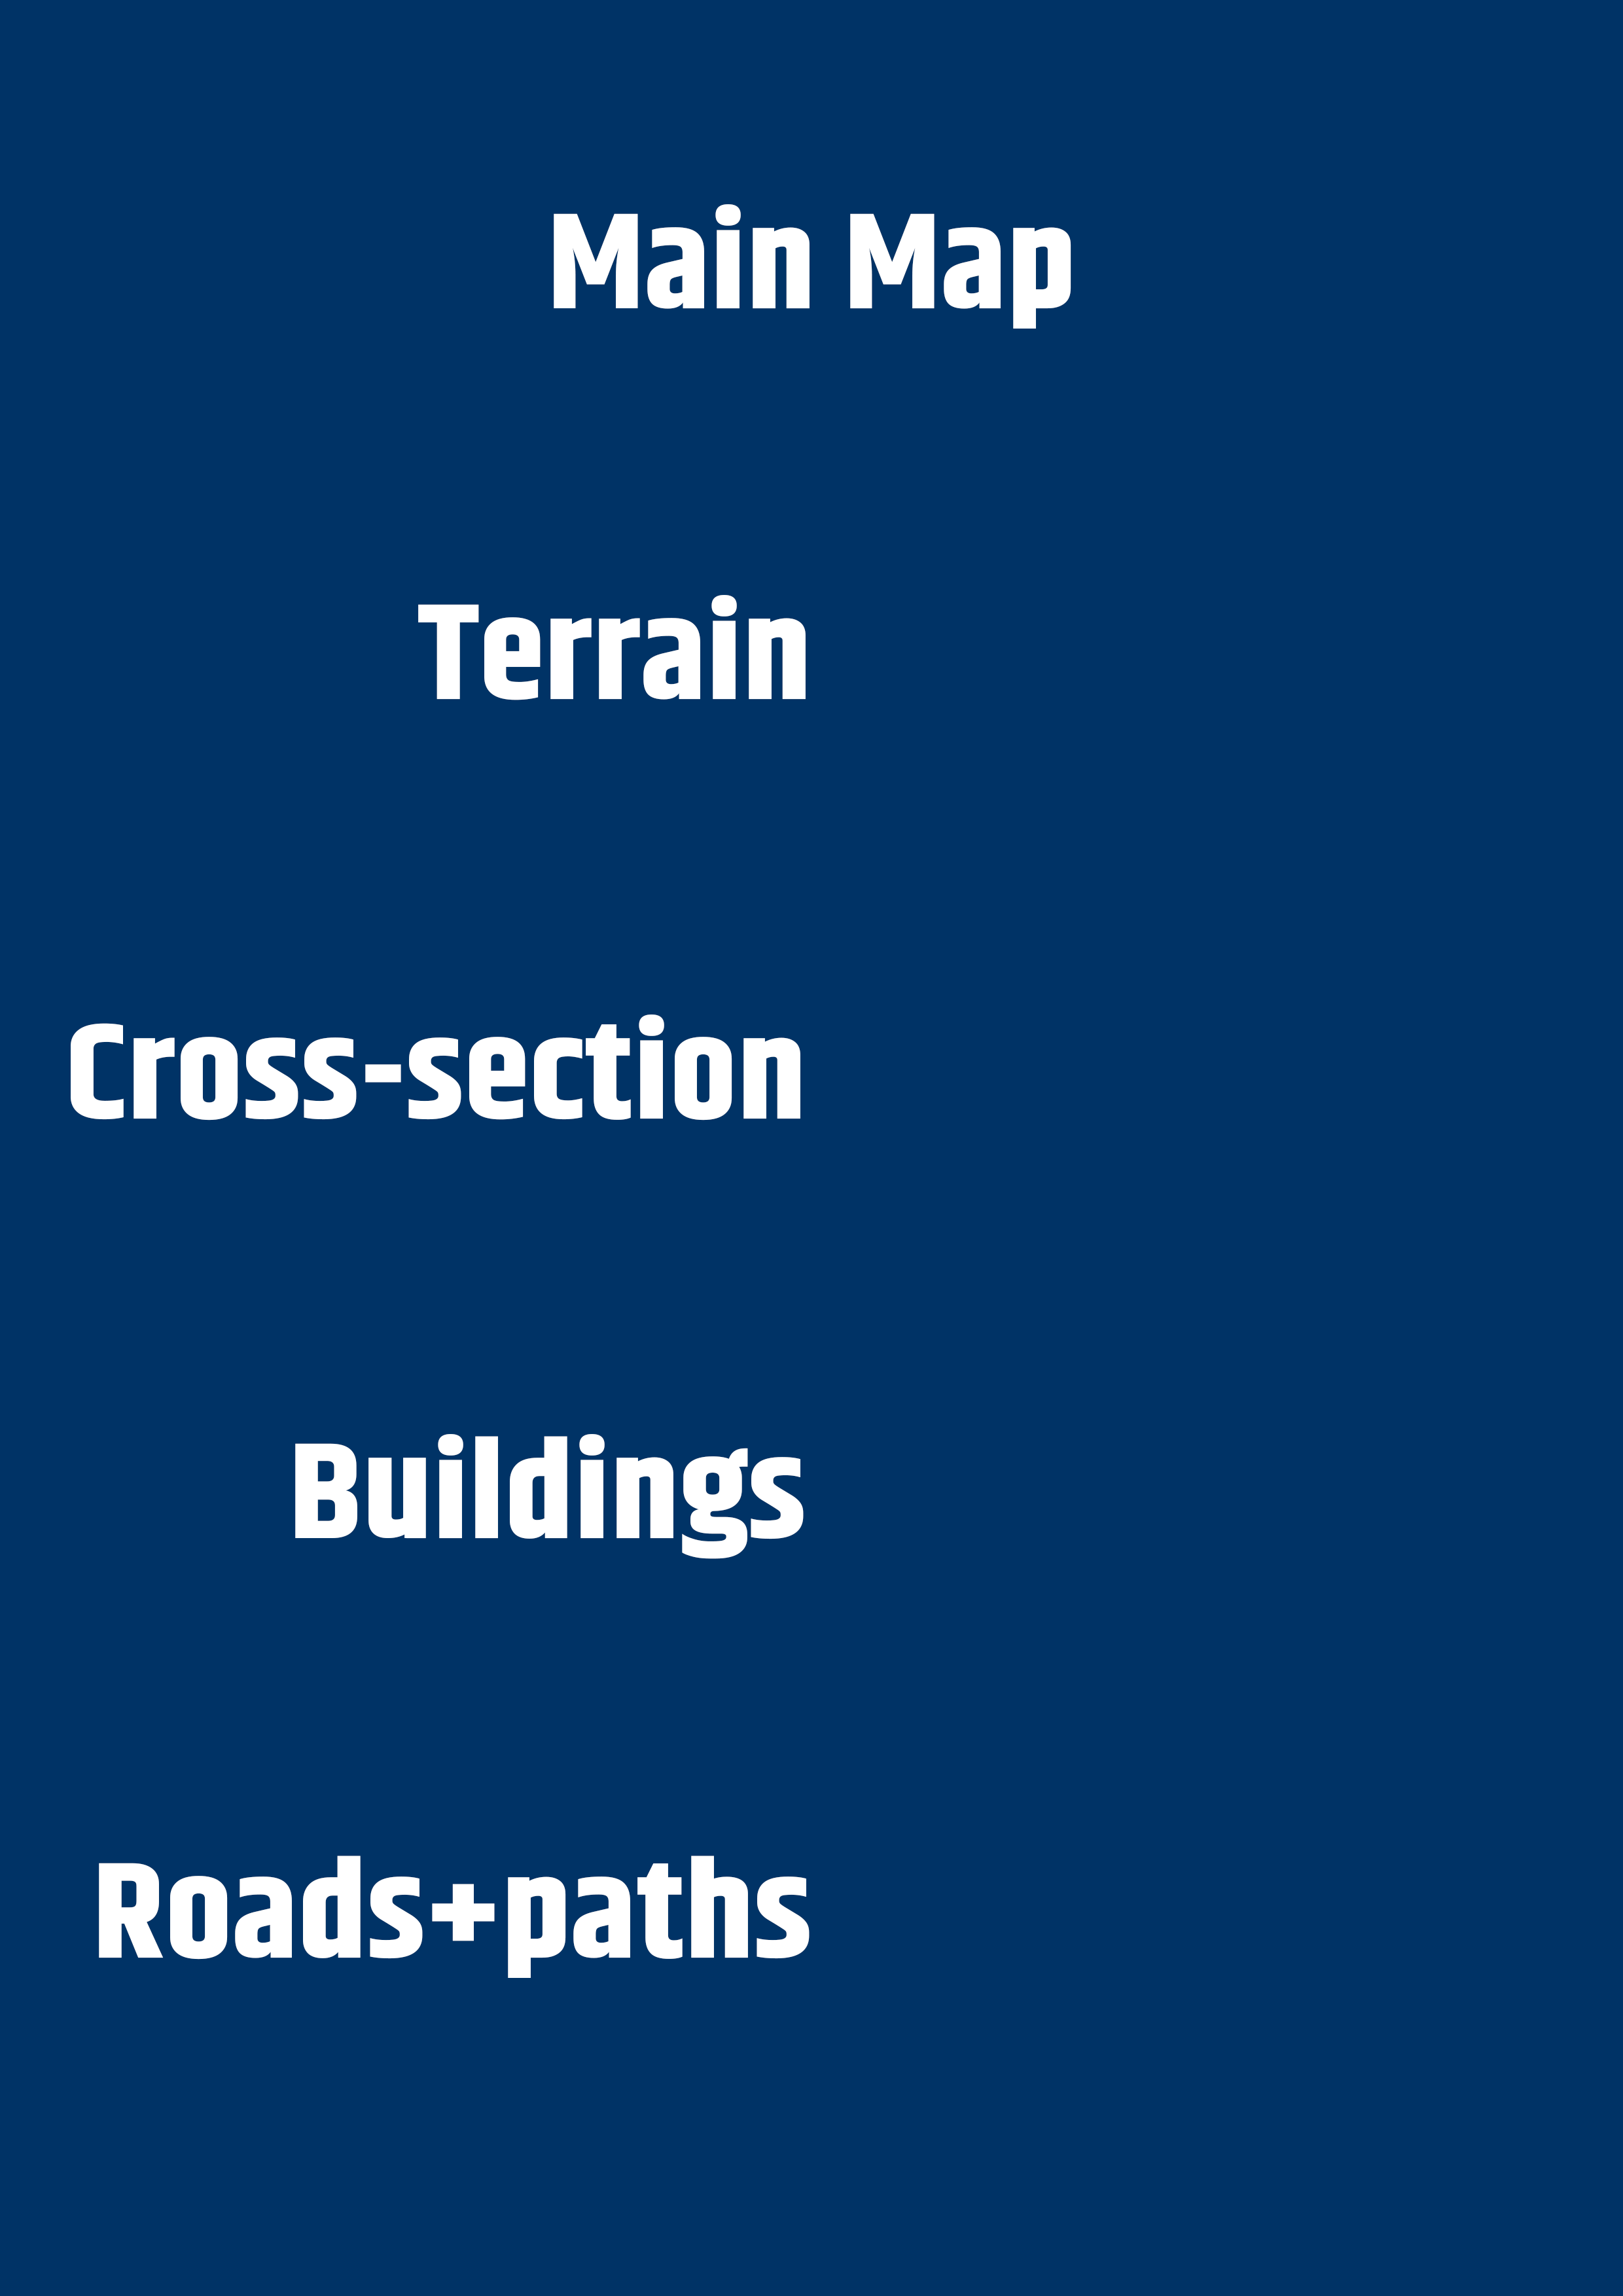 Main Map
Terrain
Cross-section
Buildings
Roads+paths